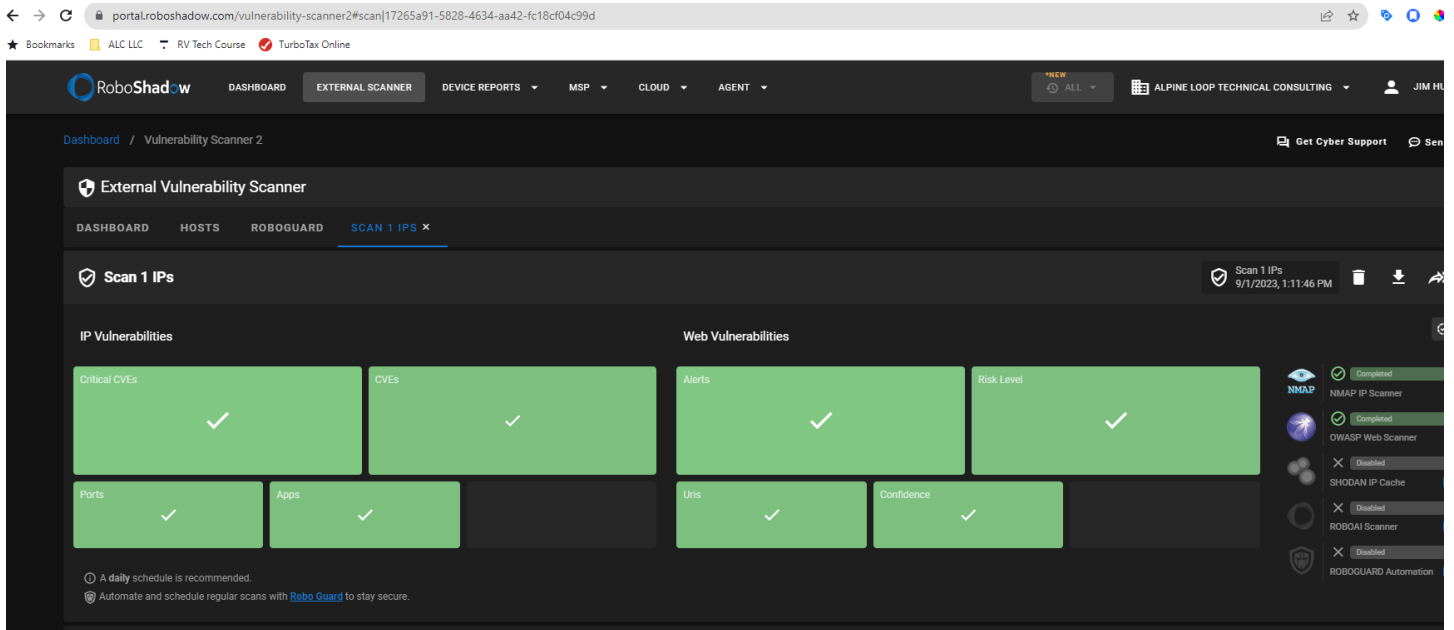 portal.roboshadow.com/vulnerability-scanner2#scan|17265a91-5828-4634-aa42-fc18cf04c99d
Bookmarks ALC LLC RV Tech Course TurboTax Online
RoboShadow DASHBOARD EXTERNAL SCANNER DEVICE REPORTS MSP CLOUD AGENT *NEW ALL ALPINE LOOP TECHNICAL CONSULTING JIM HU
Dashboard / Vulnerability Scanner 2 Get Cyber Support Sen
External Vulnerability Scanner
DASHBOARD HOSTS ROBOGUARD SCAN 1 IPS ×
Scan 1 IPs Scan 1 IPs
9/1/2023, 1:11:46 PM
IP Vulnerabilities Web Vulnerabilities
Critical CVEs CVEs Alerts Risk Level
Ports Apps Uris Confidence
NMAP Completed
NMAP IP Scanner
Completed
OWASP Web Scanner
Disabled
SHODAN IP Cache
Disabled
ROBOAI Scanner
Disabled
ROBOGUARD Automation
A daily schedule is recommended.
Automate and schedule regular scans with Robo Guard to stay secure.